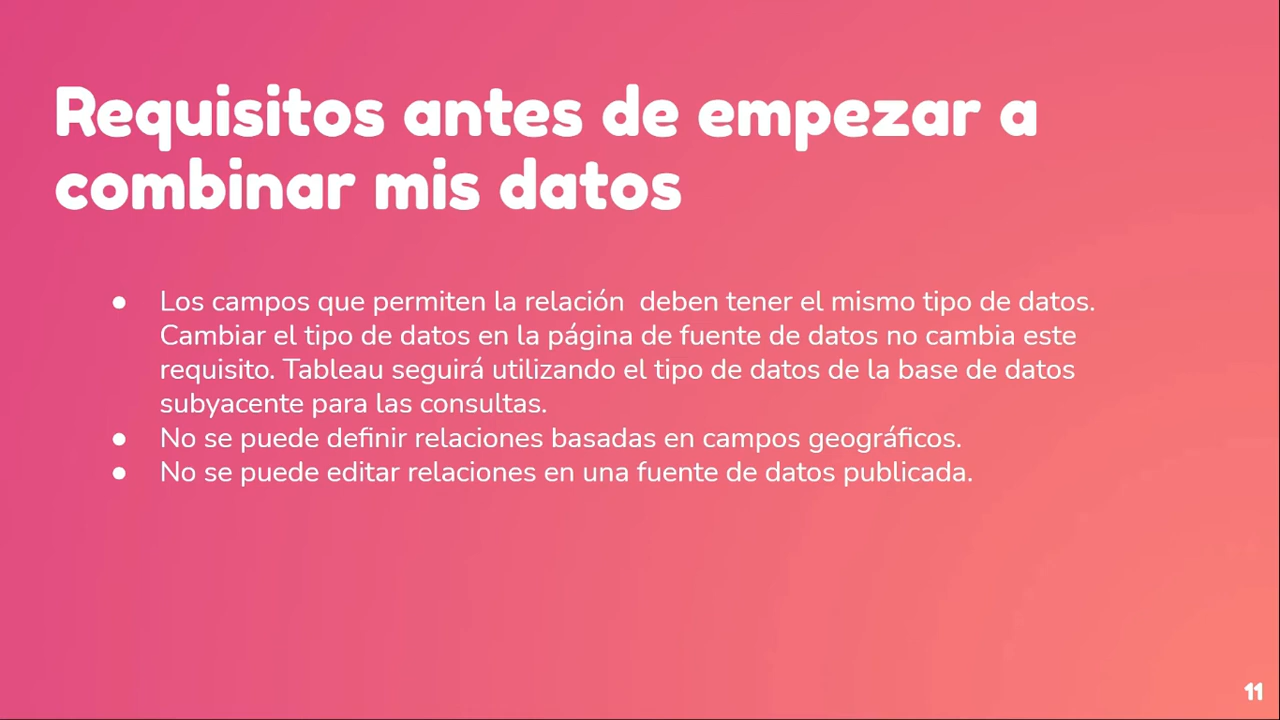 Requisitos antes de empezar a
combinar mis datos
● Los campos que permiten la relación  deben tener el mismo tipo de datos.
Cambiar el tipo de datos en la página de fuente de datos no cambia este
requisito. Tableau seguirá utilizando el tipo de datos de la base de datos
subyacente para las consultas.
● No se puede definir relaciones basadas en campos geográficos.
● No se puede editar relaciones en una fuente de datos publicada.
11